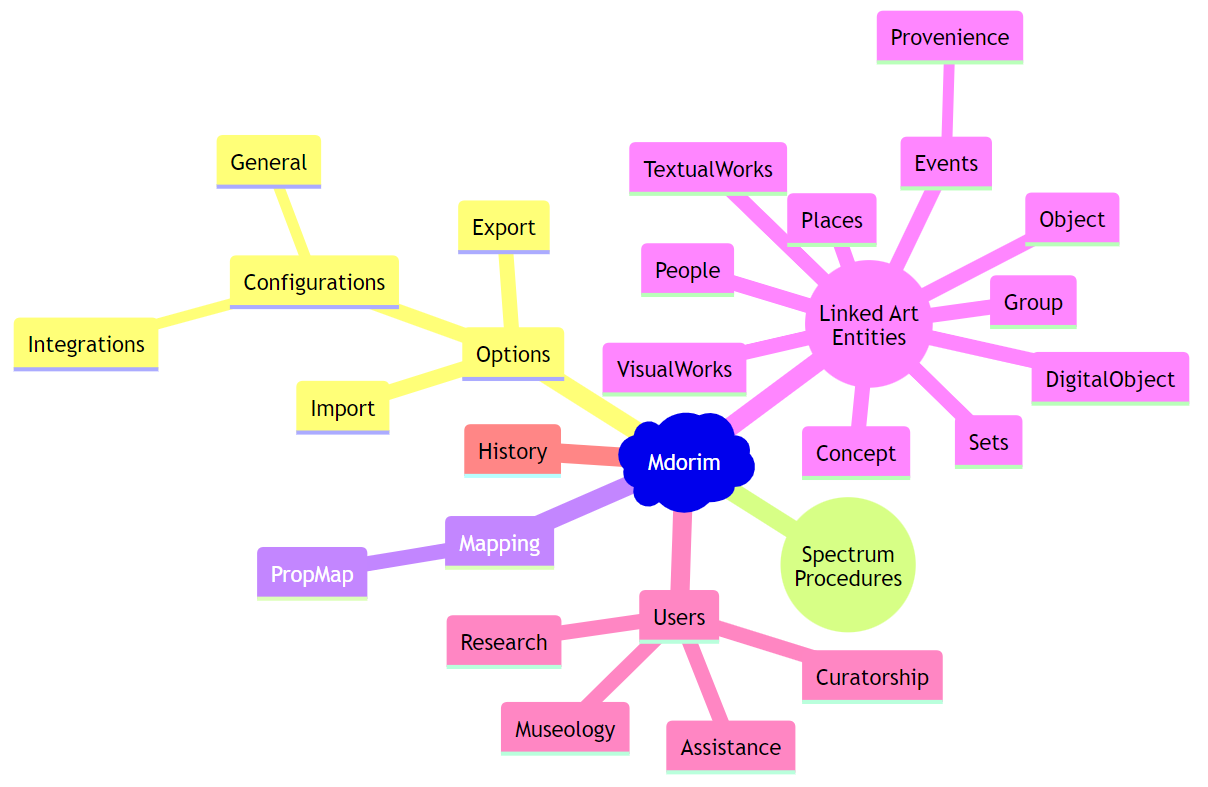 Provenience
General
TextualWorks
Events
Places
Object
Export
People
Configurations
Group
Linked Art
Entities
Integrations
Options
VisualWorks
DigitalObject
Import
History
Mdorim
Concept
Sets
Mapping
Spectrum
Procedures
PropMap
Users
Research
Curatorship
Museology
Assistance